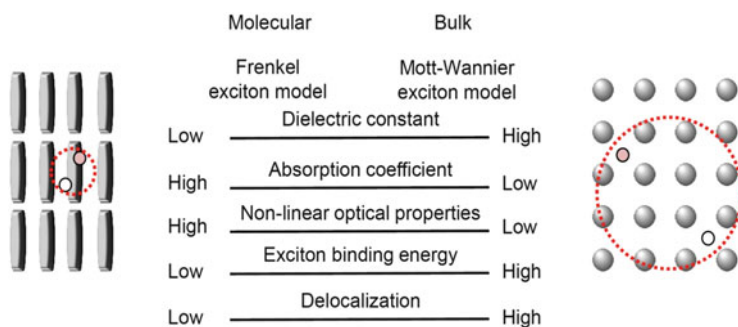 Molecular Bulk
Frenkel Mott-Wannier
exciton model exciton model
Dielectric constant
Low High
Absorption coefficient
High Low
Non-linear optical properties
High Low
Exciton binding energy
Low High
Delocalization
Low High